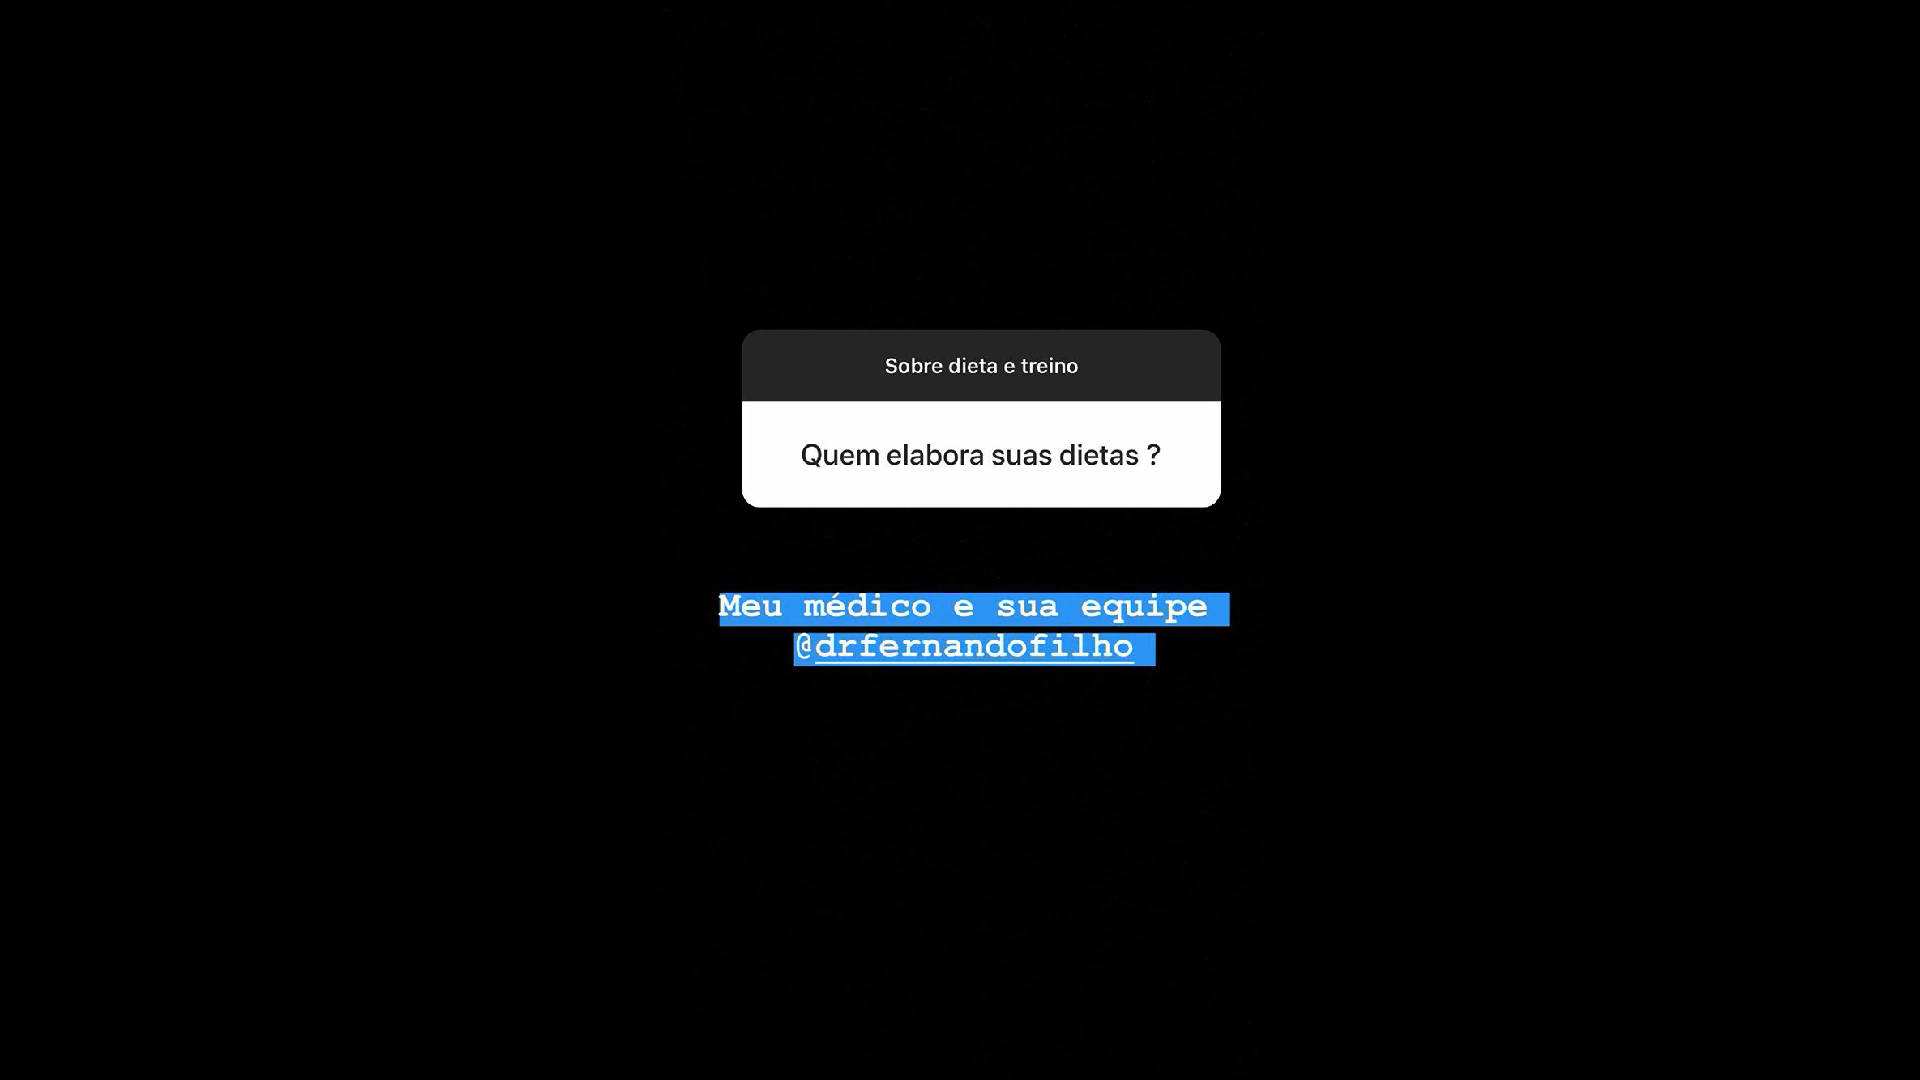 Sobre dieta e treino
Quem elabora suas dietas ?
Meu médico e sua equipe
@drfernandofilho